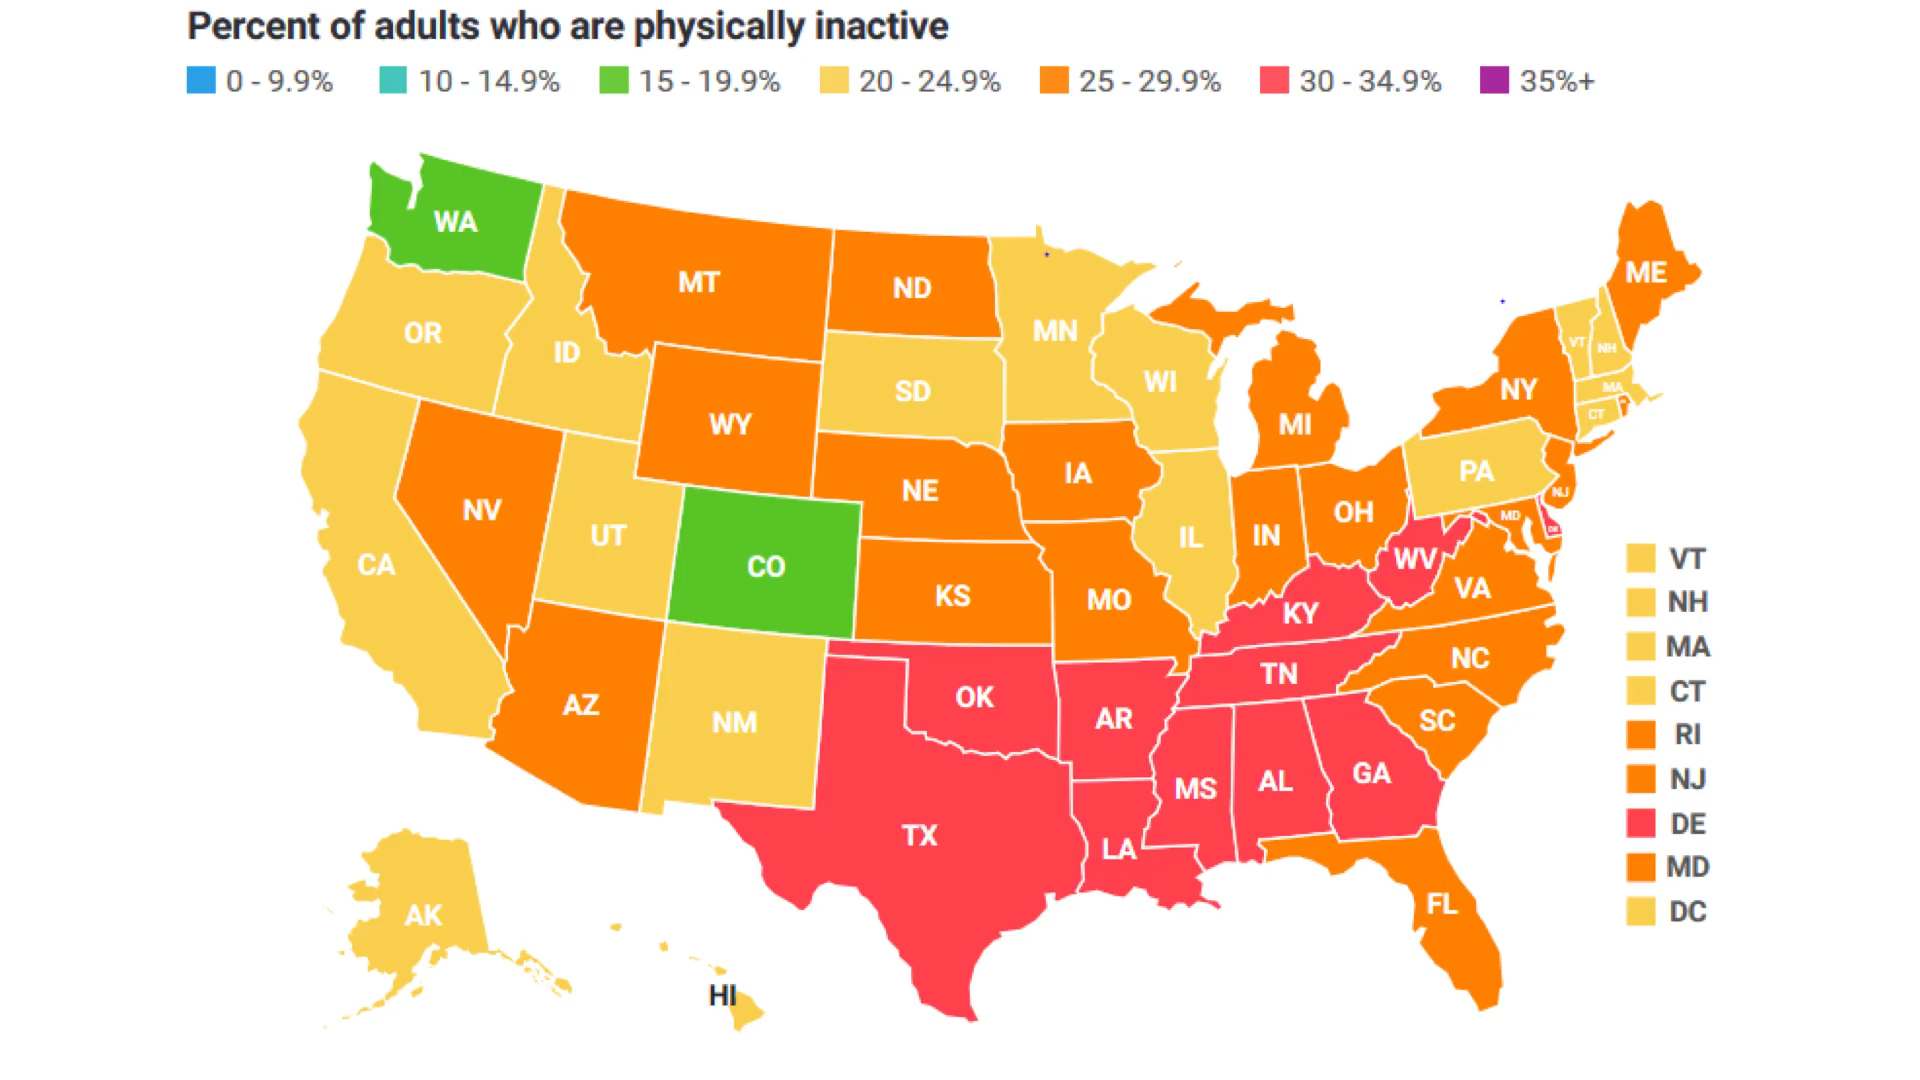 Percent of adults who are physically inactive
0 - 9.9% 10 - 14.9% 15 - 19.9% 20 - 24.9% 25 - 29.9% 30 - 34.9% 35%+
WA
MT
ND
ME
OR
ID
MN
VT
NH
WI
SD
NY
MA
CT
WY
MI
IA
PA
NE
NJ
NV
OH
MD
UT
IN
IL
DE
CO
CA
WV
VA
KS
MO
KY
NC
TN
OK
AZ
AR
SC
NM
GA
AL
MS
TX
LA
FL
AK
HI
VT
NH
MA
CT
RI
NJ
DE
MD
DC